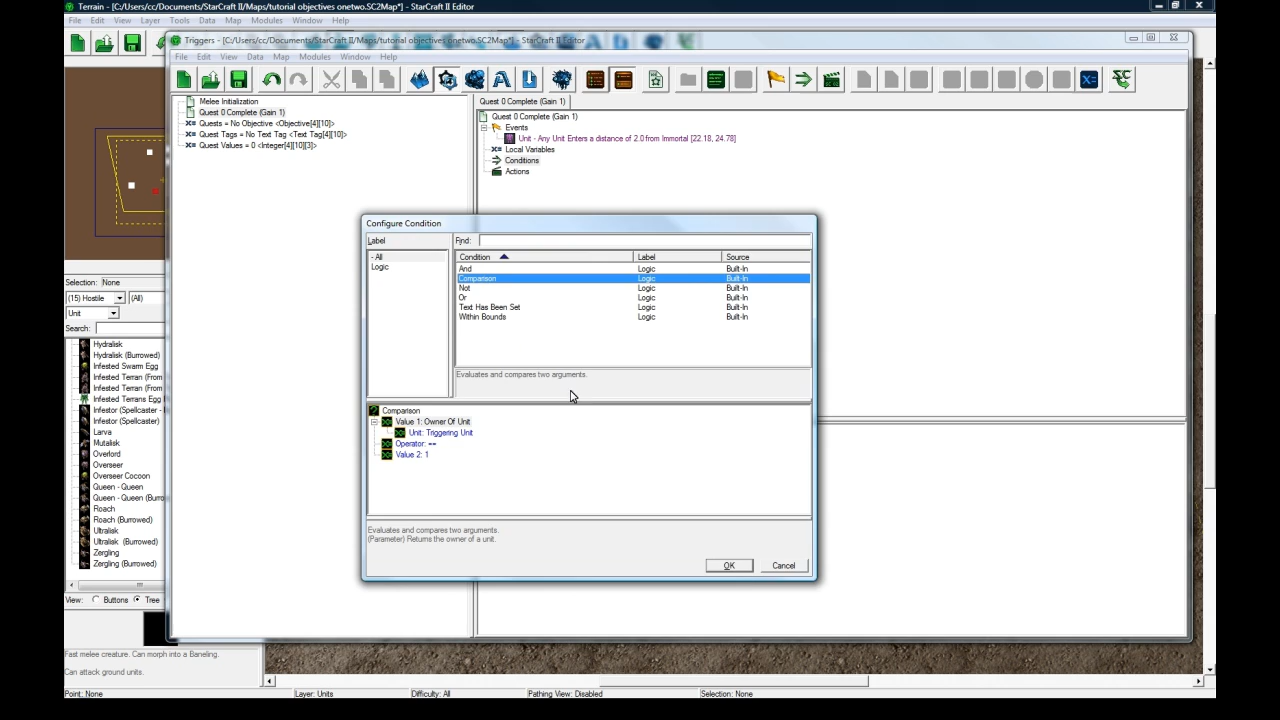 Terrain - [C:/Users/cc/Documents/StarCraft II/Maps/tutorial objectives onetwo.SC2Map*] - StarCraft II Editor
File Edit View Layer Tools Data Map Modules Window Help
Triggers - [C:/Users/cc/Documents/StarCraft II/Maps/tutorial objectives onetwo.SC2Map*] - StarCraft II Editor
File Edit View Data Map Modules Window Help
Melee Initialization
Quest 0 Complete (Gain 1)
Quests = No Objective <Objective[4][10]>
Quest Tags = No Text Tag <Text Tag[4][10]>
Quest Values = 0 <Integer[4][10][3]>
Quest 0 Complete (Gain 1)
Quest 0 Complete (Gain 1)
Events
Unit - Any Unit Enters a distance of 2.0 from Immortal [22.18, 24.78]
Local Variables
Conditions
Actions
Configure Condition
Label
- All
Logic
Find:
Condition Label Source
And Logic Built-In
Comparison Logic Built-In
Not Logic Built-In
Or Logic Built-In
Text Has Been Set Logic Built-In
Within Bounds Logic Built-In
Evaluates and compares two arguments.
Comparison
Value 1: Owner Of Unit
Unit: Triggering Unit
Operator: ==
Value 2: 1
Evaluates and compares two arguments.
(Parameter) Returns the owner of a unit.
OK Cancel
Selection: None
(15) Hostile (All)
Unit
Search:
Hydralisk
Hydralisk (Burrowed)
Infested Swarm Egg
Infested Terran (From
Infested Terran (From
Infested Terrans Egg
Infestor (Spellcaster -
Infestor (Spellcaster)
Larva
Mutalisk
Overlord
Overseer
Overseer Cocoon
Queen - Queen
Queen - Queen (Burro
Roach
Roach (Burrowed)
Ultralisk
Ultralisk (Burrowed)
Zergling
Zergling (Burrowed)
View: Buttons Tree
Fast melee creature. Can morph into a Baneling.
Can attack ground units.
Point: None Layer: Units Difficulty: All Pathing View: Disabled Selection: None